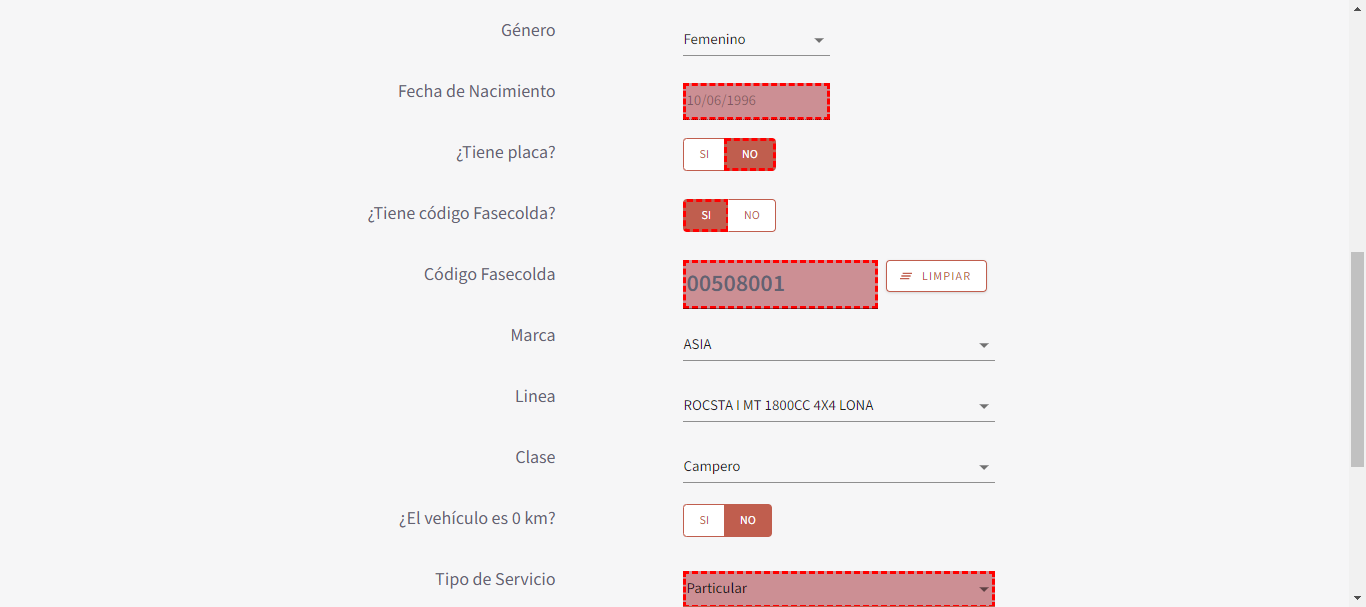 Género
Femenino
Fecha de Nacimiento
10/06/1996
¿Tiene placa?
SI NO
¿Tiene código Fasecolda?
SI NO
Código Fasecolda
00508001
LIMPIAR
Marca
ASIA
Linea
ROCSTA I MT 1800CC 4X4 LONA
Clase
Campero
¿El vehículo es 0 km?
SI NO
Tipo de Servicio
Particular